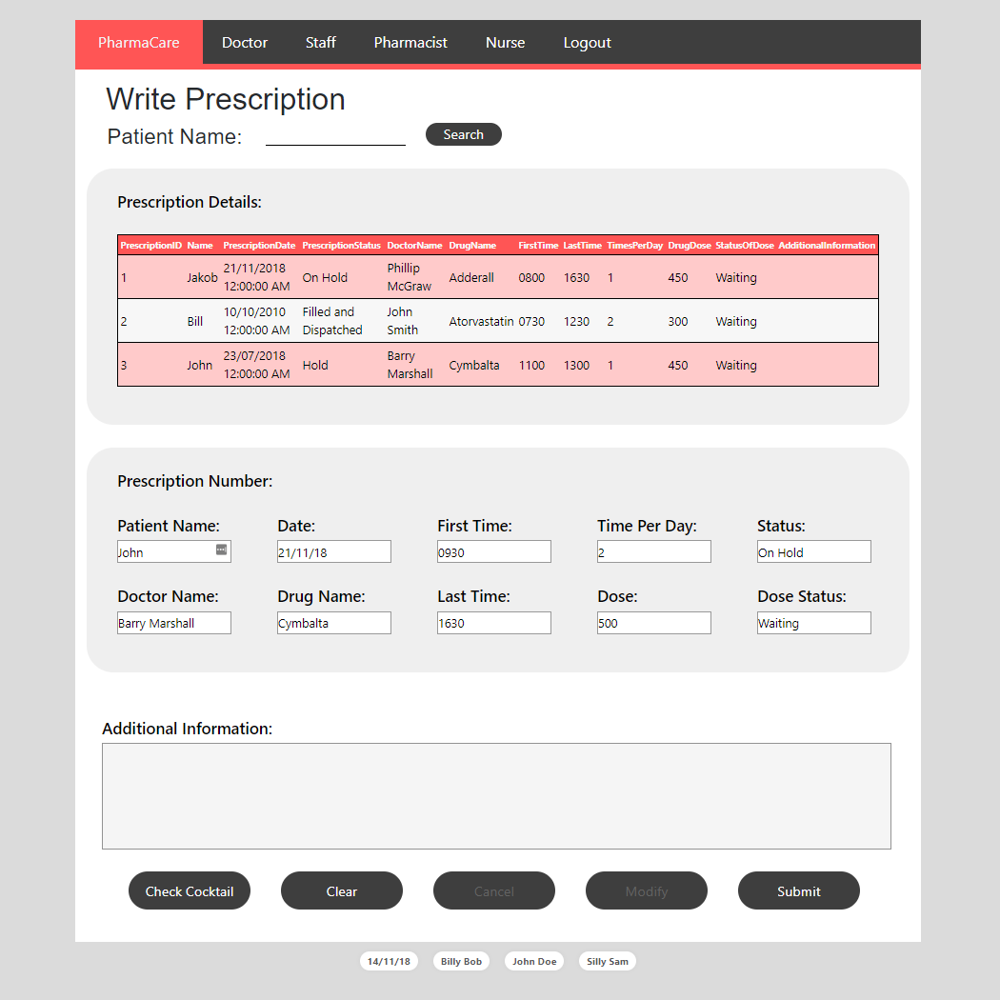 PharmaCare Doctor Staff Pharmacist Nurse Logout
Write Prescription
Patient Name: Search
Prescription Details:
PrescriptionID Name PrescriptionDate PrescriptionStatus DoctorName DrugName FirstTime LastTime TimesPerDay DrugDose StatusOfDose AdditionalInformation
1 Jakob 21/11/2018 12:00:00 AM On Hold Phillip McGraw Adderall 0800 1630 1 450 Waiting
2 Bill 10/10/2010 12:00:00 AM Filled and Dispatched John Smith Atorvastatin 0730 1230 2 300 Waiting
3 John 23/07/2018 12:00:00 AM Hold Barry Marshall Cymbalta 1100 1300 1 450 Waiting
Prescription Number:
Patient Name: Date: First Time: Time Per Day: Status:
John 21/11/18 0930 2 On Hold
Doctor Name: Drug Name: Last Time: Dose: Dose Status:
Barry Marshall Cymbalta 1630 500 Waiting
Additional Information:
Check Cocktail Clear Cancel Modify Submit
14/11/18 Billy Bob John Doe Silly Sam